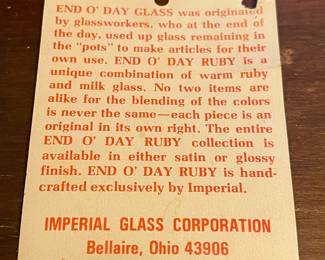 END O' DAY GLASS was originated
by glassworkers, who at the end of
the day, used up glass remaining in
the "pots" to make articles for their
own use. END O' DAY RUBY is a
unique combination of warm ruby
and milk glass. No two items are
alike for the blending of the colors
is never the same—each piece is an
original in its own right. The entire
END O' DAY RUBY collection is
available in either satin or glossy
finish. END O' DAY RUBY is hand-
crafted exclusively by Imperial.
IMPERIAL GLASS CORPORATION
Bellaire, Ohio 43906